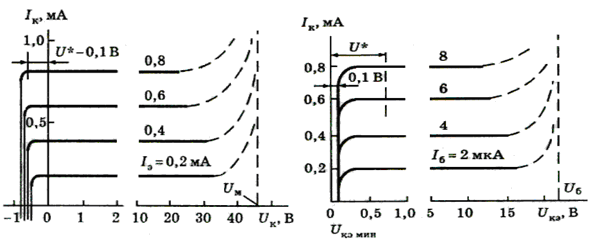 Iк, мА
1,0
U*−0,1 В
0,8
0,6
0,5
0,4
Iэ=0,2 мА
Uм
−1 0 1 2 10 20 30 40 Uк, В
Iк, мА
U*
0,8
8
0,1 В
0,6
6
0,4
4
0,2
Iб=2 мкА
Uб
0 0,5 1,0 5 10 15 Uкэ, В
Uкэ мин